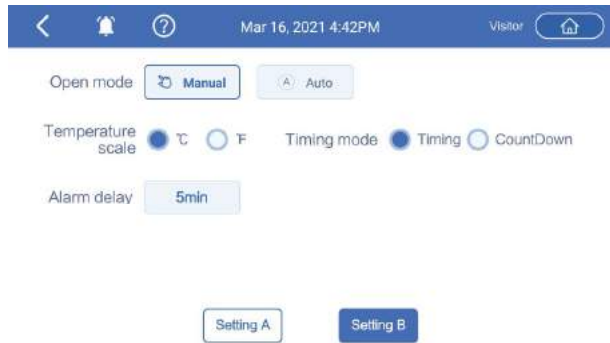 Mar 16, 2021 4:42PM Visitor
Open mode Manual A Auto
Temperature scale ℃ ℉ Timing mode Timing CountDown
Alarm delay 5min
Setting A Setting B